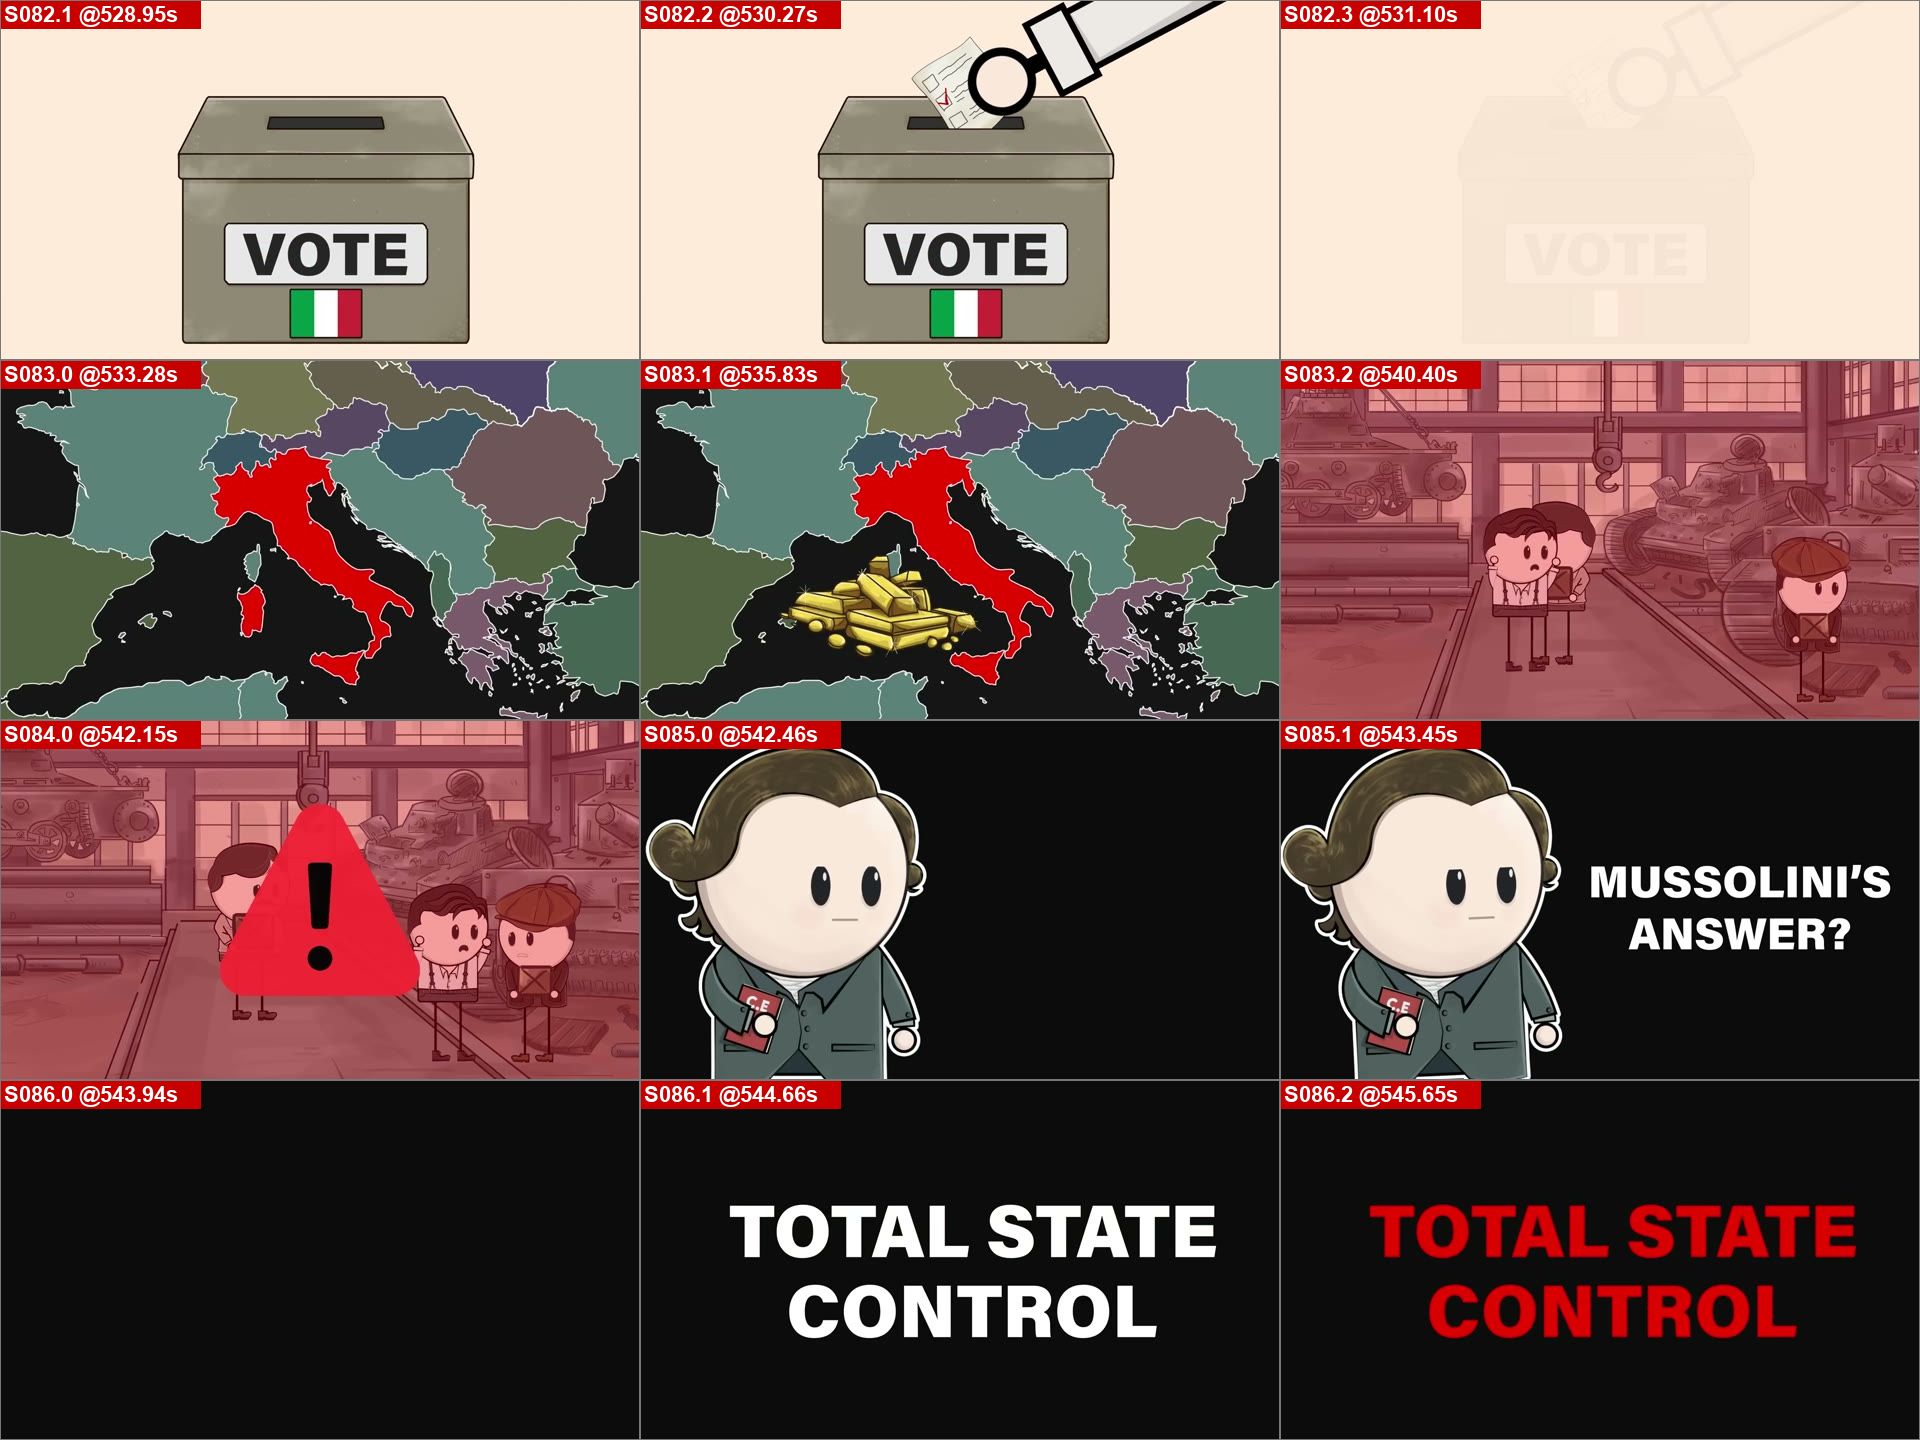 S082.1 @528.95s
VOTE
S082.2 @530.27s
VOTE
S082.3 @531.10s
VOTE
S083.0 @533.28s
S083.1 @535.83s
S083.2 @540.40s
S084.0 @542.15s
!
S085.0 @542.46s
C.E
S085.1 @543.45s
C.E
MUSSOLINI'S
ANSWER?
S086.0 @543.94s
S086.1 @544.66s
TOTAL STATE
CONTROL
S086.2 @545.65s
TOTAL STATE
CONTROL